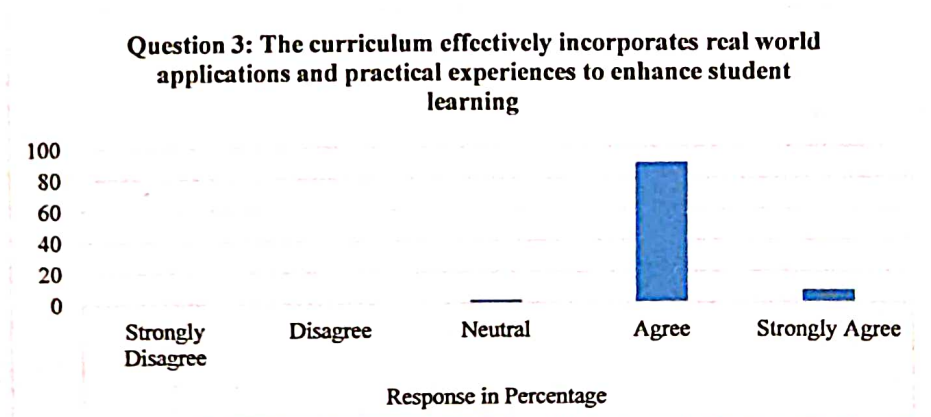 Question 3: The curriculum effectively incorporates real world
applications and practical experiences to enhance student
learning
100
80
60
40
20
0
Strongly
Disagree
Disagree
Neutral
Agree
Strongly Agree
Response in Percentage